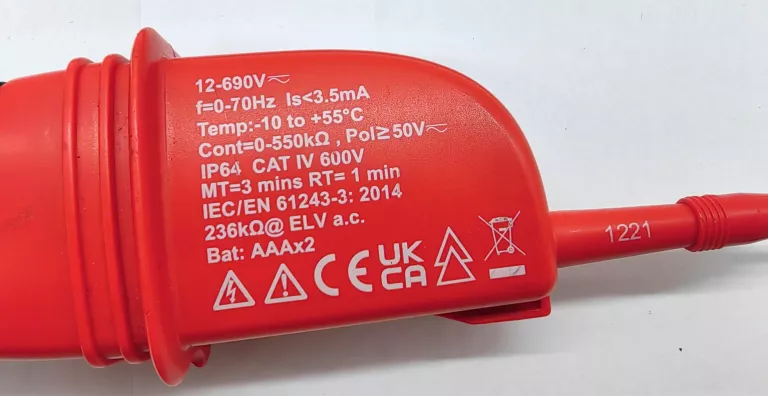 12-690V⎓
f=0-70Hz Is<3.5mA
Temp:-10 to +55°C
Cont=0-550kΩ , Pol≥50V⎓
IP64 CAT IV 600V
MT=3 mins RT= 1 min
IEC/EN 61243-3: 2014
236kΩ@ ELV a.c.
Bat: AAAx2
CE UK
CA
1221